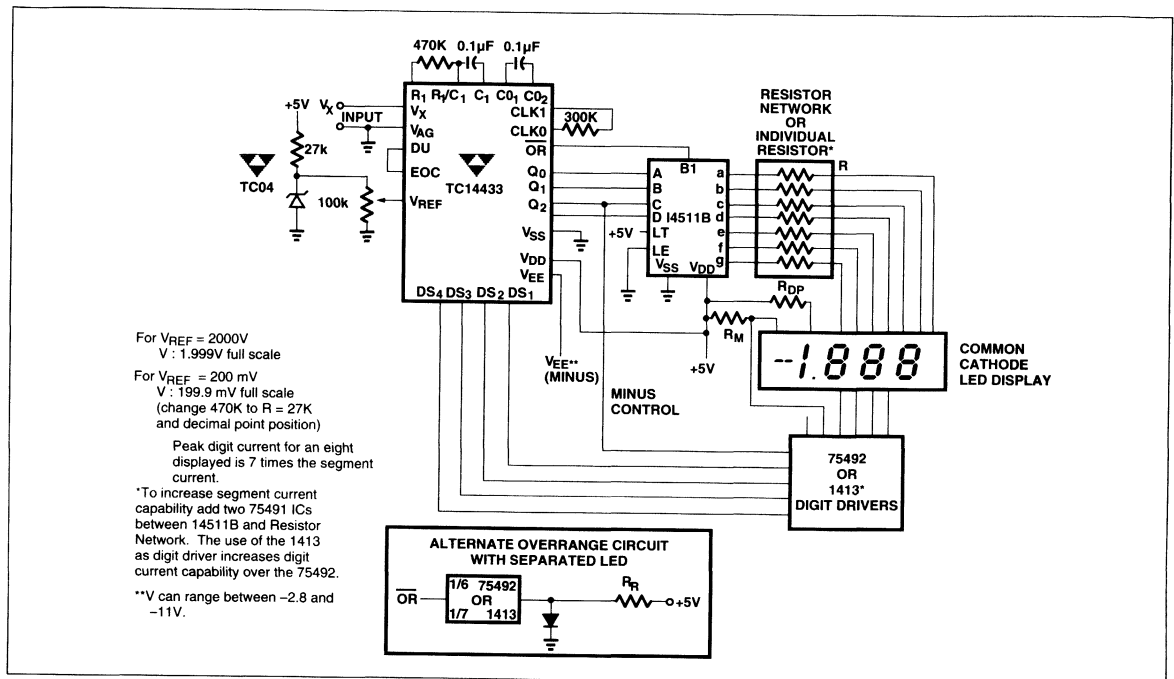 470K 0.1µF 0.1µF
R1 R1/C1 C1 C01 C02
+5V VX INPUT
VX
VAG
DU
EOC
VREF
27k
TC04
100k
TC14433
CLK1
CLK0
300K
OR
Q0
Q1
Q2
VSS
VDD
VEE
DS4 DS3 DS2 DS1
B1
A
B
C
D
14511B
+5V
LT
LE
VSS VDD
a
b
c
d
e
f
g
RESISTOR
NETWORK
OR
INDIVIDUAL
RESISTOR*
R
RDP
RM
+5V
VEE**
(MINUS)
MINUS
CONTROL
-1.888
COMMON
CATHODE
LED DISPLAY
75492
OR
1413*
DIGIT DRIVERS
For VREF = 2000V
V : 1.999V full scale
For VREF = 200 mV
V : 199.9 mV full scale
(change 470K to R = 27K
and decimal point position)
Peak digit current for an eight
displayed is 7 times the segment
current.
*To increase segment current
capability add two 75491 ICs
between 14511B and Resistor
Network. The use of the 1413
as digit driver increases digit
current capability over the 75492.
**V can range between –2.8 and
–11V.
ALTERNATE OVERRANGE CIRCUIT
WITH SEPARATED LED
OR
1/6 75492
OR
1/7 1413
RR
+5V